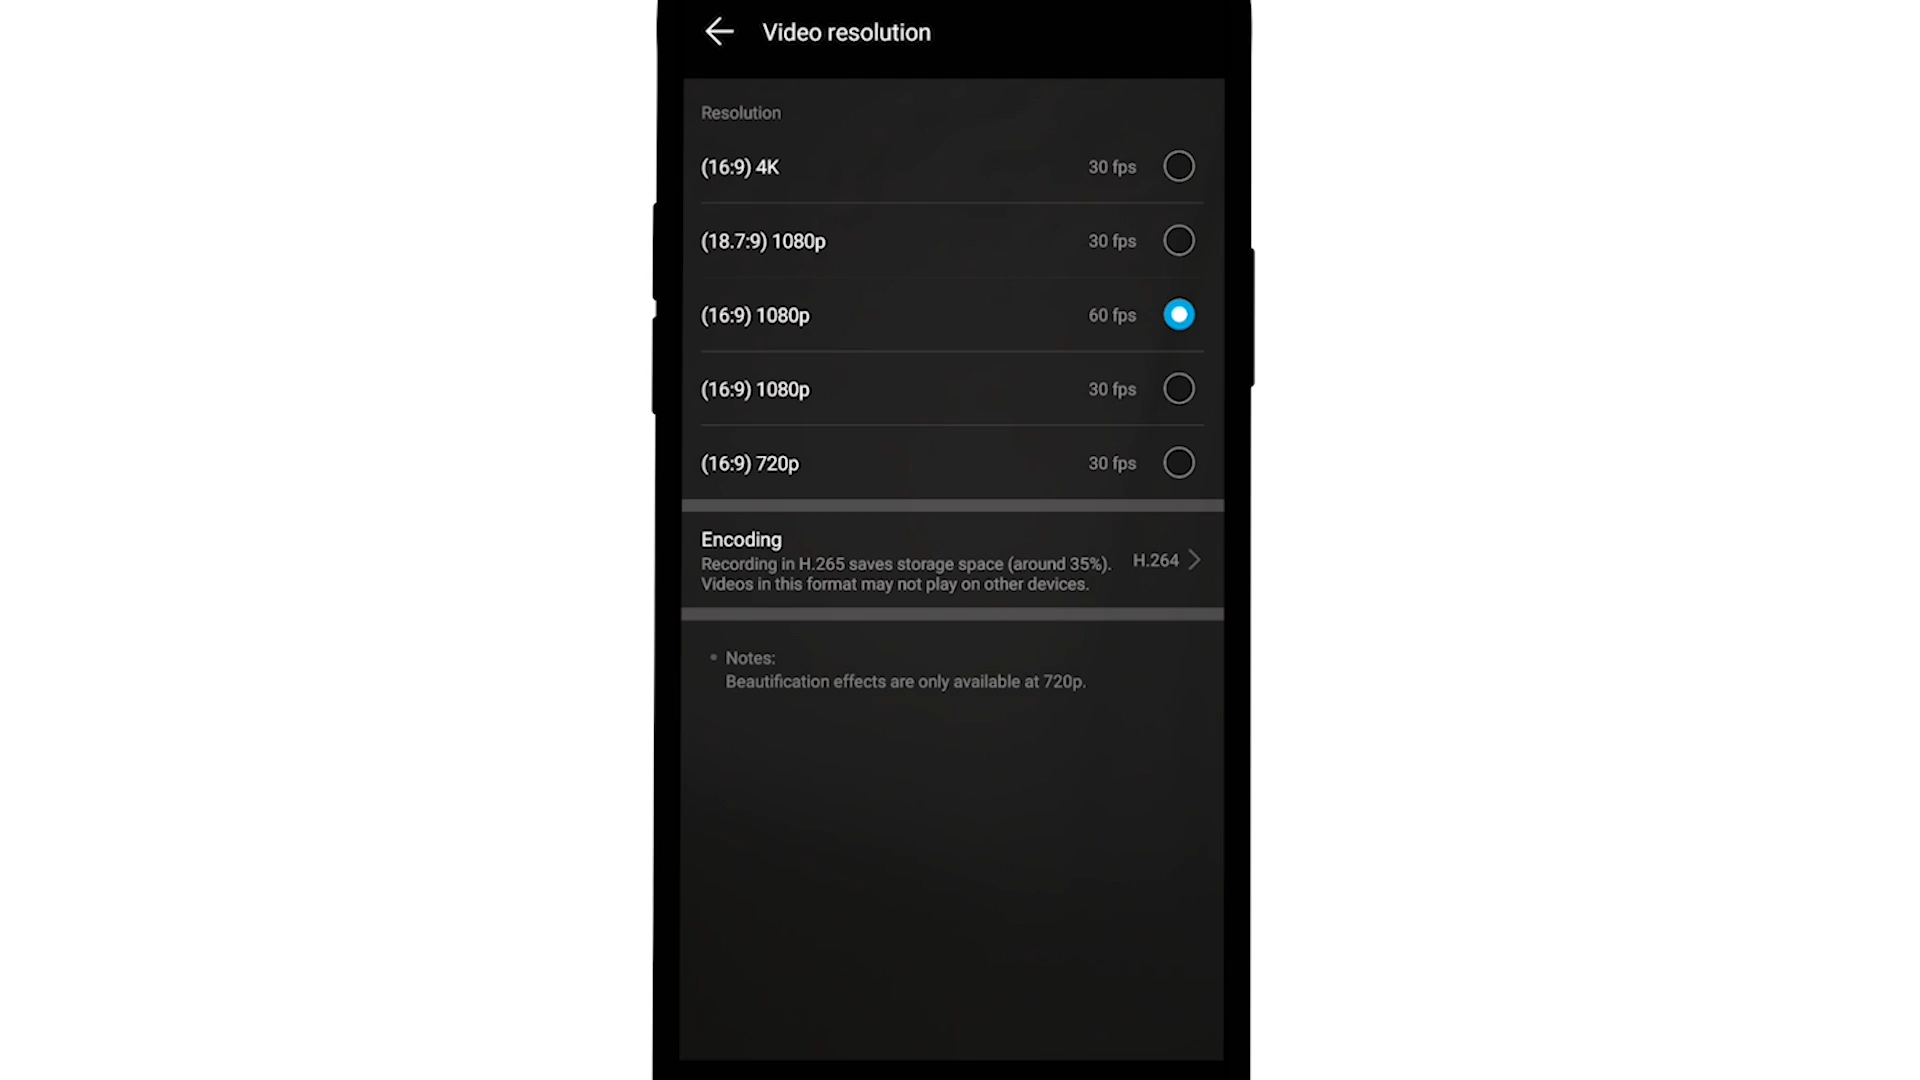 Video resolution
Resolution
(16:9) 4K 30 fps
(18.7:9) 1080p 30 fps
(16:9) 1080p 60 fps
(16:9) 1080p 30 fps
(16:9) 720p 30 fps
Encoding
Recording in H.265 saves storage space (around 35%).
Videos in this format may not play on other devices.
H.264
• Notes:
Beautification effects are only available at 720p.